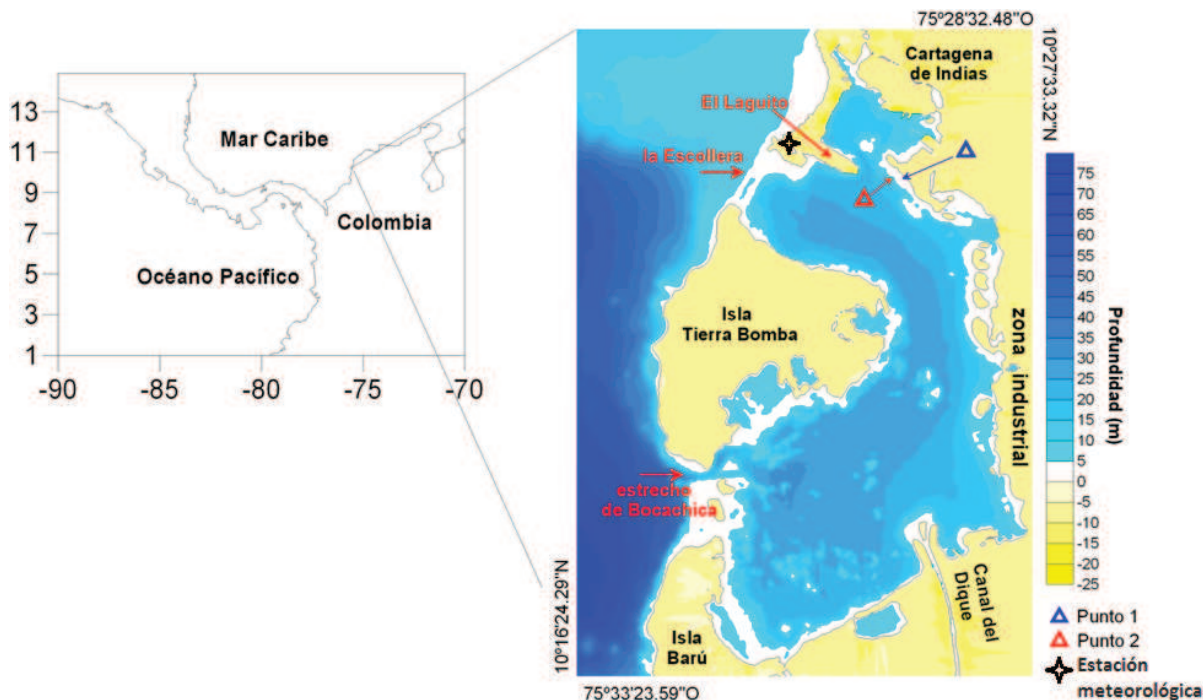 13
11
9
7
5
3
1
-90
-85
-80
-75
-70
Mar Caribe
Colombia
Océano Pacífico
75º28'32.48"O
10º27'33.32"N
Cartagena
de Indias
El Laguito
la Escollera
Isla
Tierra Bomba
zona industrial
estrecho
de Bocachica
Canal del
Dique
Isla
Barú
10º16'24.29"N
75º33'23.59"O
75
70
65
60
55
50
45
40
35
30
25
20
15
10
5
0
-5
-10
-15
-20
-25
Profundidad (m)
Punto 1
Punto 2
Estación
meteorológica